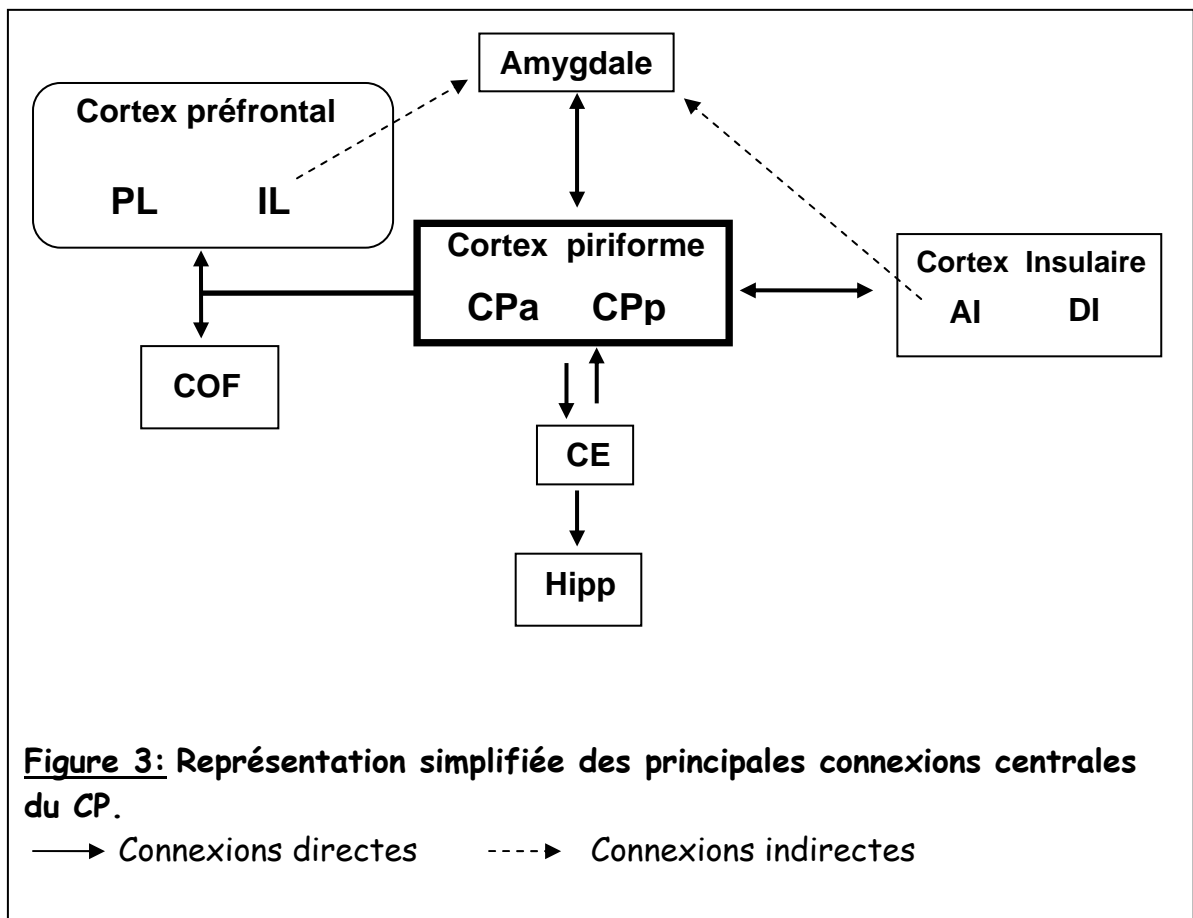 Amygdale
Cortex préfrontal
PL IL
Cortex piriforme
CPa CPp
Cortex Insulaire
AI DI
COF
CE
Hipp
Figure 3: Représentation simplifiée des principales connexions centrales
du CP.
Connexions directes Connexions indirectes